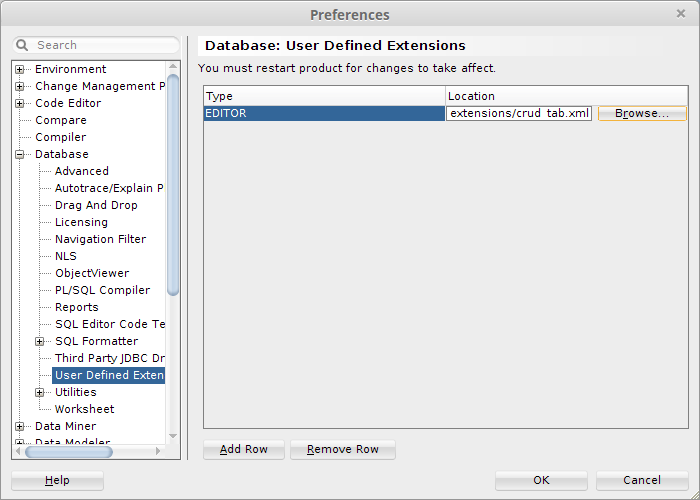 Preferences
Search
Environment
Change Management P
Code Editor
Compare
Compiler
Database
Advanced
Autotrace/Explain P
Drag And Drop
Licensing
Navigation Filter
NLS
ObjectViewer
PL/SQL Compiler
Reports
SQL Editor Code Te
SQL Formatter
Third Party JDBC Dr
User Defined Exten
Utilities
Worksheet
Data Miner
Data Modeler
Help
Database: User Defined Extensions
You must restart product for changes to take affect.
Type Location
EDITOR extensions/crud_tab.xml Browse...
Add Row Remove Row
OK Cancel